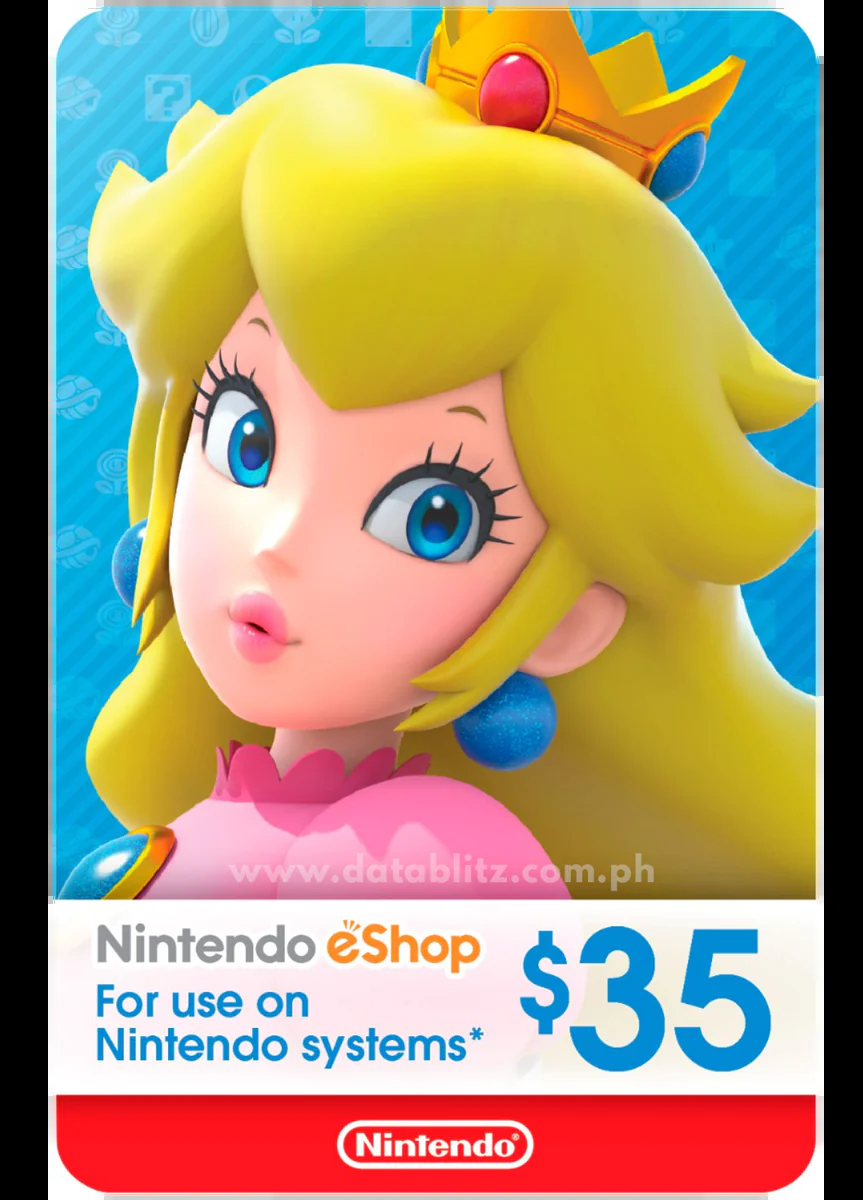 www.datablitz.com.ph
Nintendo eShop
For use on
Nintendo systems*
$35
Nintendo®